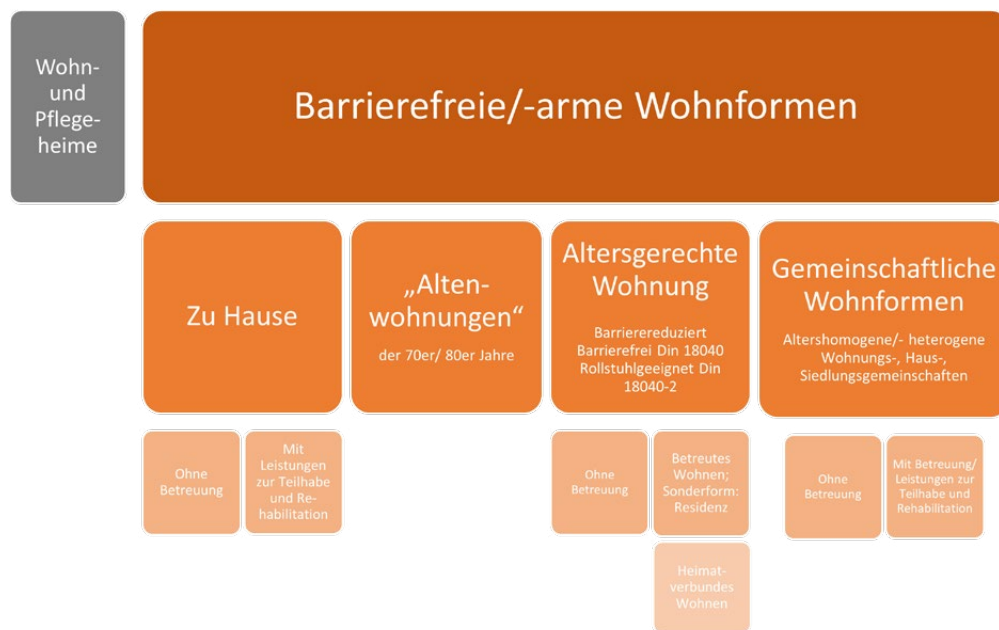 Wohn-
und
Pflege-
heime
Barrierefreie/-arme Wohnformen
Zu Hause
„Alten-
wohnungen“
der 70er/ 80er Jahre
Altersgerechte
Wohnung
Barrierereduziert
Barrierefrei Din 18040
Rollstuhlgeeignet Din
18040-2
Gemeinschaftliche
Wohnformen
Altershomogene/- heterogene
Wohnungs-, Haus-,
Siedlungsgemeinschaften
Ohne
Betreuung
Mit
Leistungen
zur Teilhabe
und Re-
habilitation
Ohne
Betreuung
Betreutes
Wohnen;
Sonderform:
Residenz
Heimat-
verbundes
Wohnen
Ohne
Betreuung
Mit Betreuung/
Leistungen zur
Teilhabe und
Rehabilitation